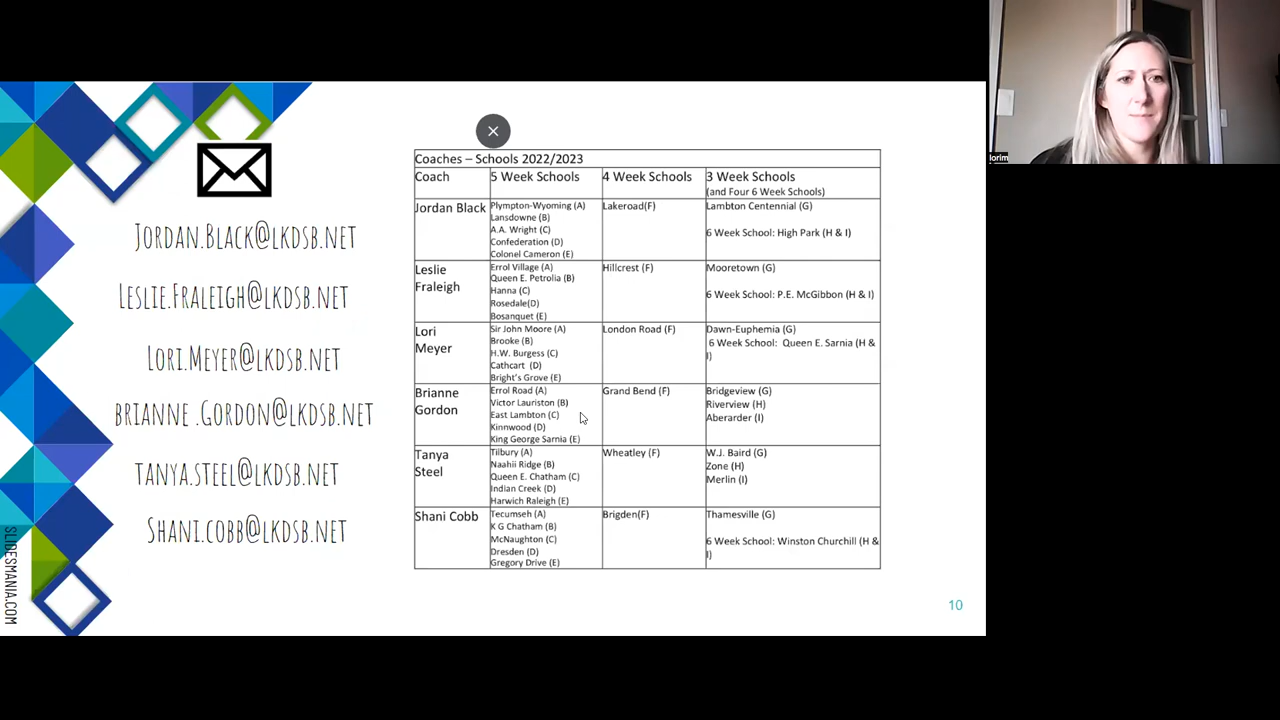 JORDAN.BLACK@LKDSB.NET
LESLIE.FRALEIGH@LKDSB.NET
LORI.MEYER@LKDSB.NET
BRIANNE .GORDON@LKDSB.NET
TANYA.STEEL@LKDSB.NET
SHANI.COBB@LKDSB.NET
SLIDESMANIA.COM
Coaches – Schools 2022/2023
Coach
5 Week Schools
4 Week Schools
3 Week Schools
(and Four 6 Week Schools)
Jordan Black
Plympton-Wyoming (A)
Lansdowne (B)
A.A. Wright (C)
Confederation (D)
Colonel Cameron (E)
Lakeroad(F)
Lambton Centennial (G)
6 Week School: High Park (H & I)
Leslie
Fraleigh
Errol Village (A)
Queen E. Petrolia (B)
Hanna (C)
Rosedale(D)
Bosanquet (E)
Hillcrest (F)
Mooretown (G)
6 Week School: P.E. McGibbon (H & I)
Lori
Meyer
Sir John Moore (A)
Brooke (B)
H.W. Burgess (C)
Cathcart (D)
Bright's Grove (E)
London Road (F)
Dawn-Euphemia (G)
6 Week School: Queen E. Sarnia (H &
I)
Brianne
Gordon
Errol Road (A)
Victor Lauriston (B)
East Lambton (C)
Kinnwood (D)
King George Sarnia (E)
Grand Bend (F)
Bridgeview (G)
Riverview (H)
Aberarder (I)
Tanya
Steel
Tilbury (A)
Naahii Ridge (B)
Queen E. Chatham (C)
Indian Creek (D)
Harwich Raleigh (E)
Wheatley (F)
W.J. Baird (G)
Zone (H)
Merlin (I)
Shani Cobb
Tecumseh (A)
K G Chatham (B)
McNaughton (C)
Dresden (D)
Gregory Drive (E)
Brigden(F)
Thamesville (G)
6 Week School: Winston Churchill (H &
I)
10
lorim